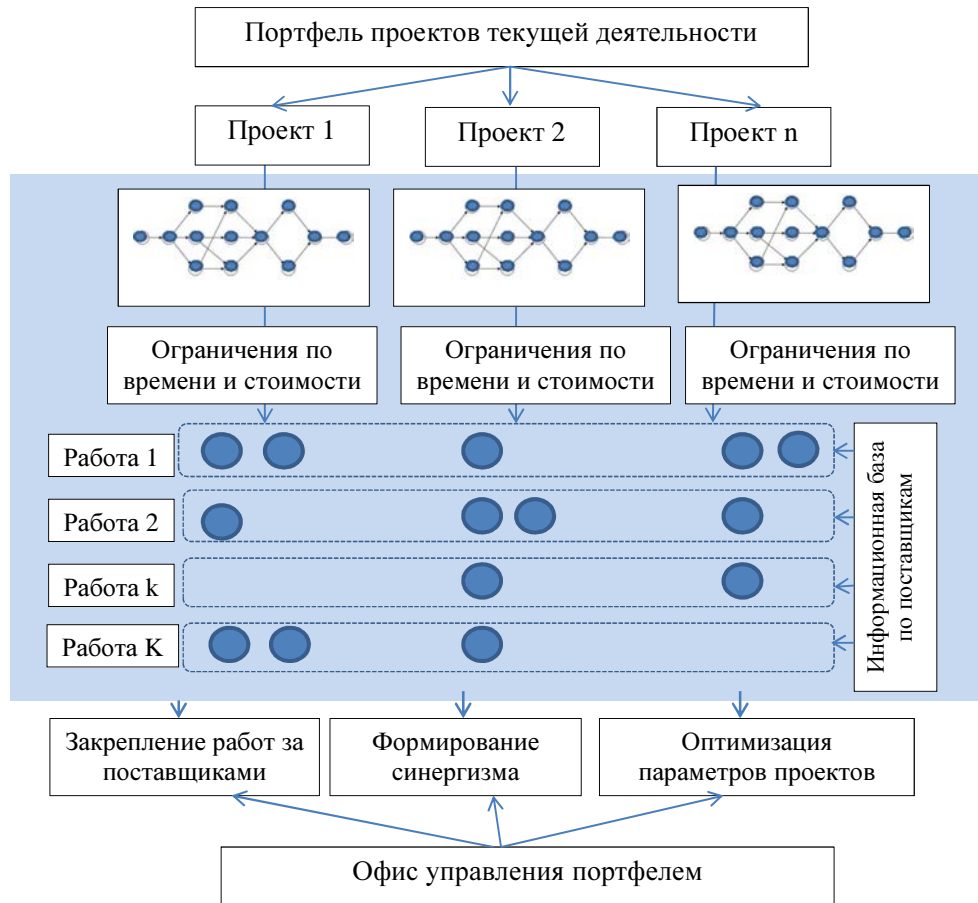 Портфель проектов текущей деятельности
Проект 1
Проект 2
Проект n
Ограничения по
времени и стоимости
Ограничения по
времени и стоимости
Ограничения по
времени и стоимости
Работа 1
Работа 2
Работа k
Работа K
Информационная база
по поставщикам
Закрепление работ за
поставщиками
Формирование
синергизма
Оптимизация
параметров проектов
Офис управления портфелем